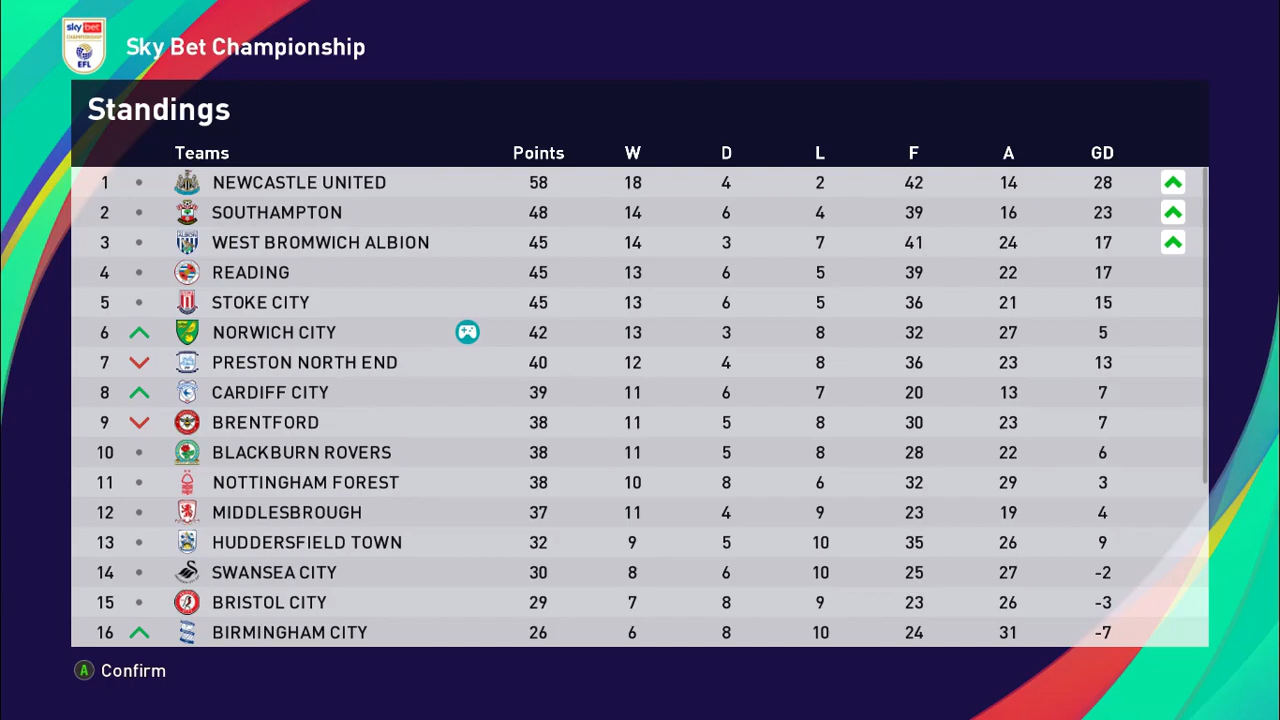 sky bet
CHAMPIONSHIP
EFL
Sky Bet Championship
Standings
Teams Points W D L F A GD
1 NEWCASTLE UNITED 58 18 4 2 42 14 28
2 SOUTHAMPTON 48 14 6 4 39 16 23
3 WEST BROMWICH ALBION 45 14 3 7 41 24 17
4 READING 45 13 6 5 39 22 17
5 STOKE CITY 45 13 6 5 36 21 15
6 NORWICH CITY 42 13 3 8 32 27 5
7 PRESTON NORTH END 40 12 4 8 36 23 13
8 CARDIFF CITY 39 11 6 7 20 13 7
9 BRENTFORD 38 11 5 8 30 23 7
10 BLACKBURN ROVERS 38 11 5 8 28 22 6
11 NOTTINGHAM FOREST 38 10 8 6 32 29 3
12 MIDDLESBROUGH 37 11 4 9 23 19 4
13 HUDDERSFIELD TOWN 32 9 5 10 35 26 9
14 SWANSEA CITY 30 8 6 10 25 27 -2
15 BRISTOL CITY 29 7 8 9 23 26 -3
16 BIRMINGHAM CITY 26 6 8 10 24 31 -7
A Confirm